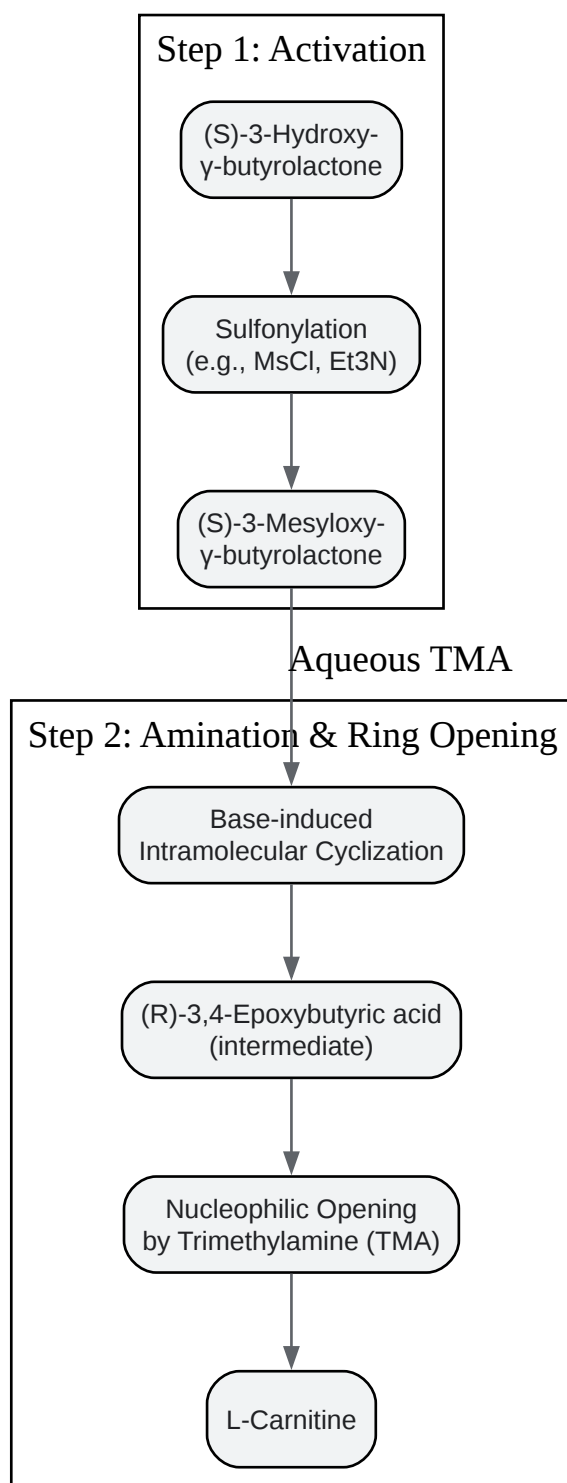 Step 1: Activation
(S)-3-Hydroxy-
γ-butyrolactone
Sulfonylation
(e.g., MsCl, Et3N)
(S)-3-Mesyloxy-
γ-butyrolactone
Aqueous TMA
Step 2: Amination & Ring Opening
Base-induced
Intramolecular Cyclization
(R)-3,4-Epoxybutyric acid
(intermediate)
Nucleophilic Opening
by Trimethylamine (TMA)
L-Carnitine